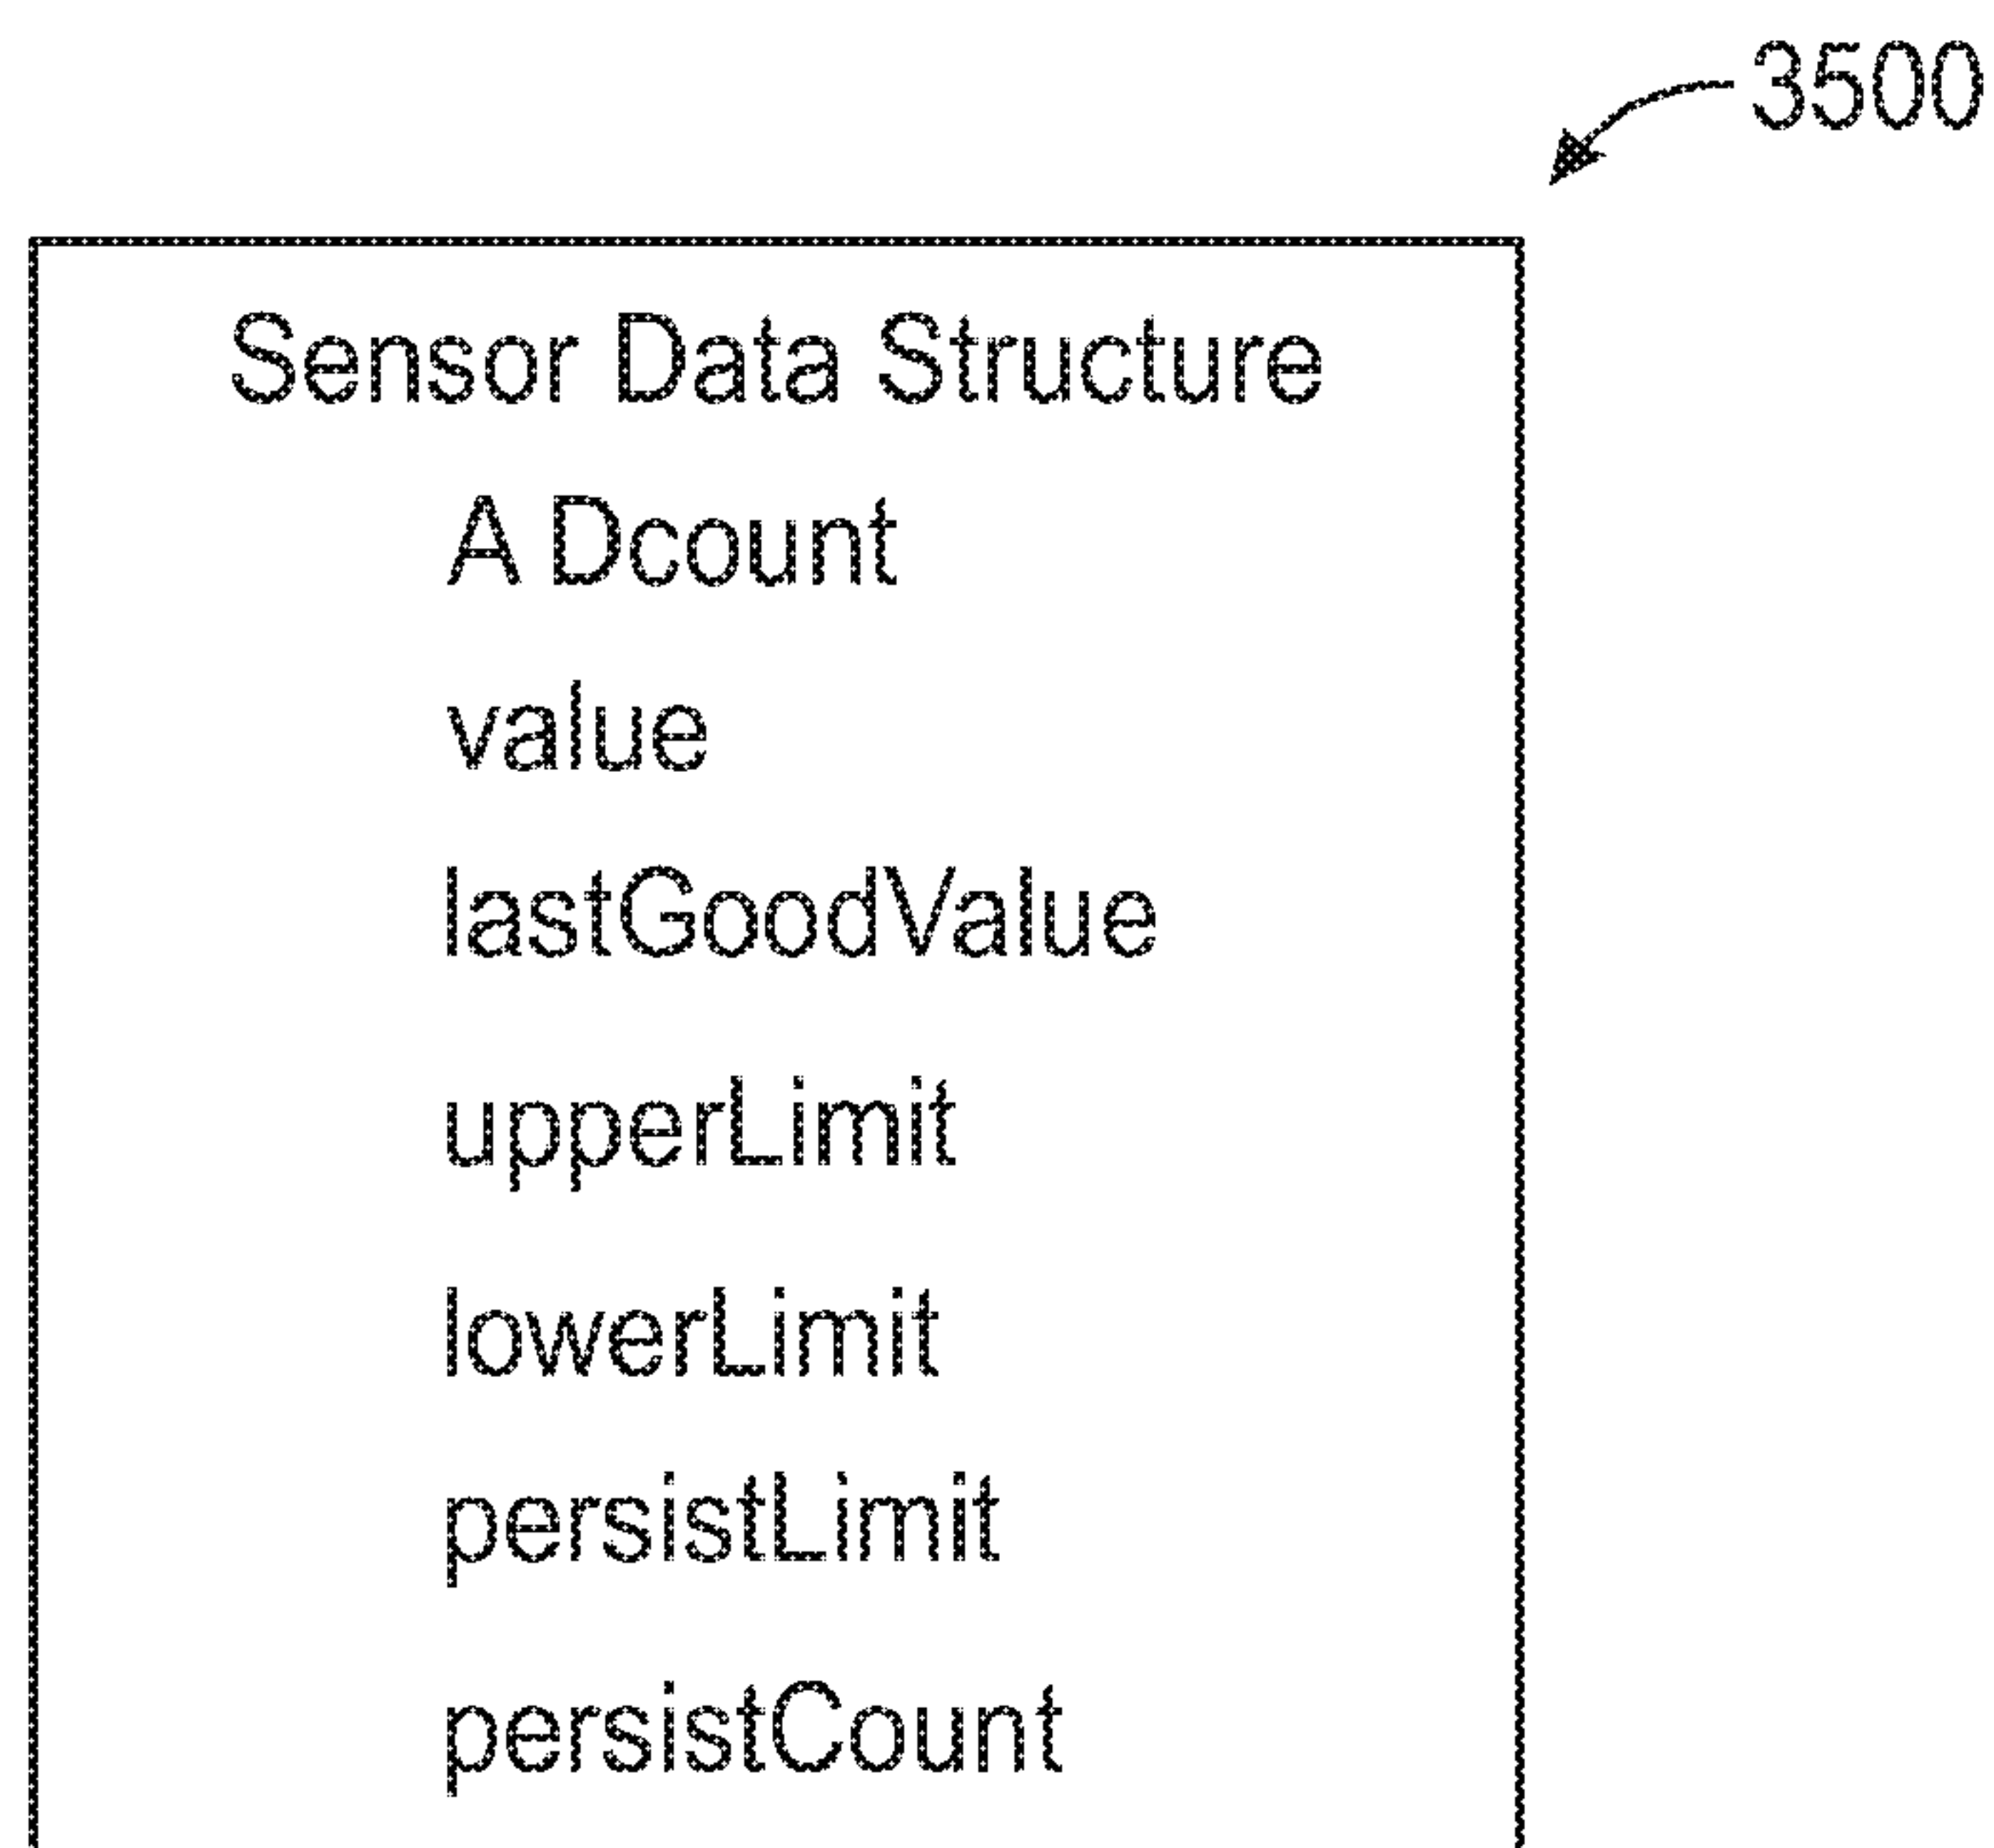 3500
Sensor Data Structure
A Dcount
value
lastGoodValue
upperLimit
lowerLimit
persistLimit
persistCount